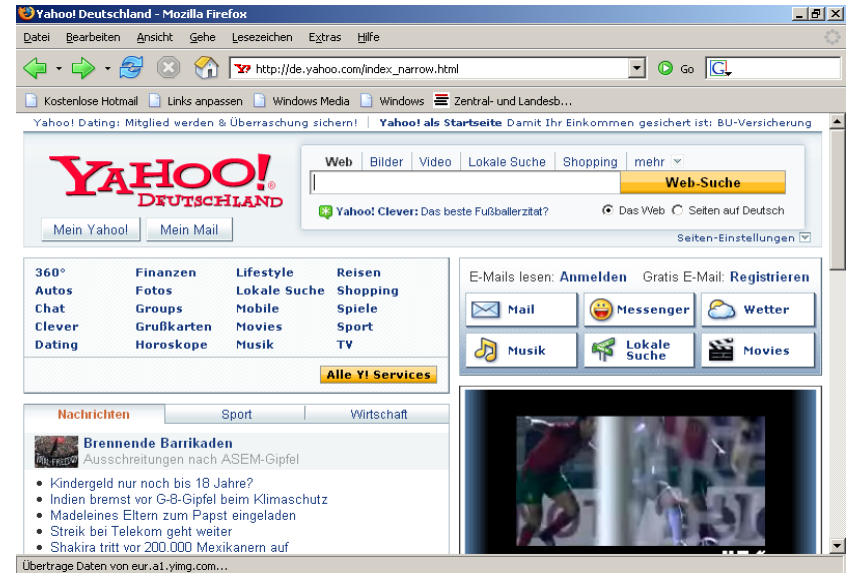 Yahoo! Deutschland - Mozilla Firefox
Datei Bearbeiten Ansicht Gehe Lesezeichen Extras Hilfe
http://de.yahoo.com/index_narrow.html Go G
Kostenlose Hotmail Links anpassen Windows Media Windows Zentral- und Landesb...
Yahoo! Dating: Mitglied werden & Überraschung sichern! | Yahoo! als Startseite Damit Ihr Einkommen gesichert ist: BU-Versicherung
YAHOO! DEUTSCHLAND
Web Bilder Video Lokale Suche Shopping mehr
Web-Suche
Yahoo! Clever: Das beste Fußballerzitat? Das Web Seiten auf Deutsch
Mein Yahoo! Mein Mail
Seiten-Einstellungen
360° Finanzen Lifestyle Reisen
Autos Fotos Lokale Suche Shopping
Chat Groups Mobile Spiele
Clever Grußkarten Movies Sport
Dating Horoskope Musik TV
Alle Y! Services
E-Mails lesen: Anmelden Gratis E-Mail: Registrieren
Mail Messenger Wetter
Musik Lokale Suche Movies
Nachrichten Sport Wirtschaft
Brennende Barrikaden
Ausschreitungen nach ASEM-Gipfel
Kindergeld nur noch bis 18 Jahre?
Indien bremst vor G-8-Gipfel beim Klimaschutz
Madeleines Eltern zum Papst eingeladen
Streik bei Telekom geht weiter
Shakira tritt vor 200.000 Mexikanern auf
Übertrage Daten von eur.a1.yimg.com...